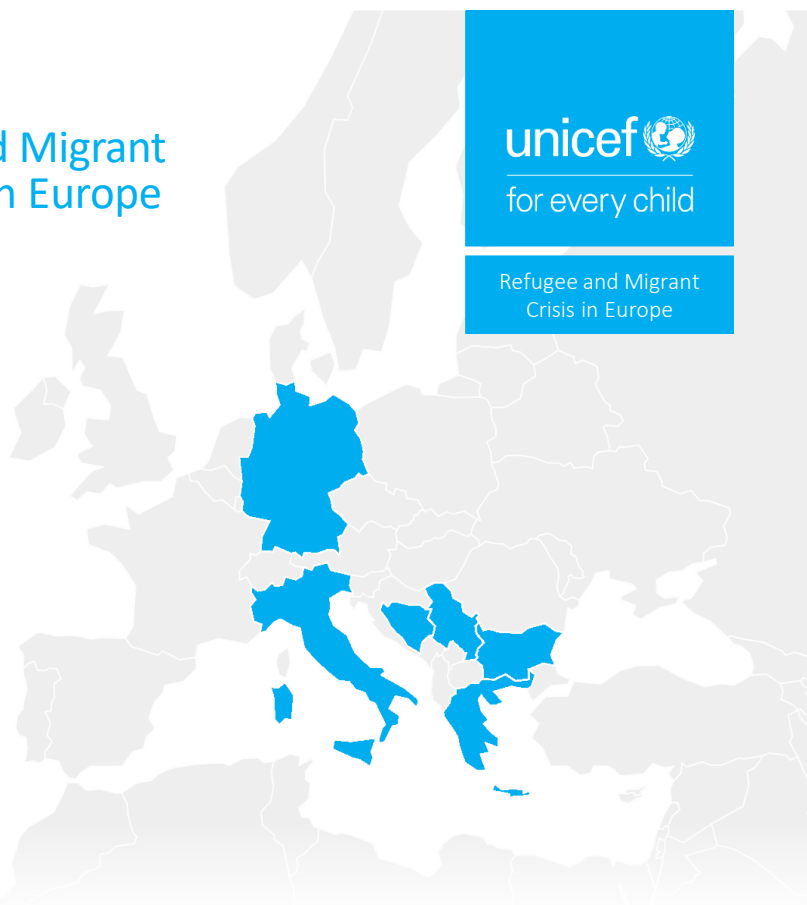 d Migrant
n Europe
unicef
for every child
Refugee and Migrant
Crisis in Europe